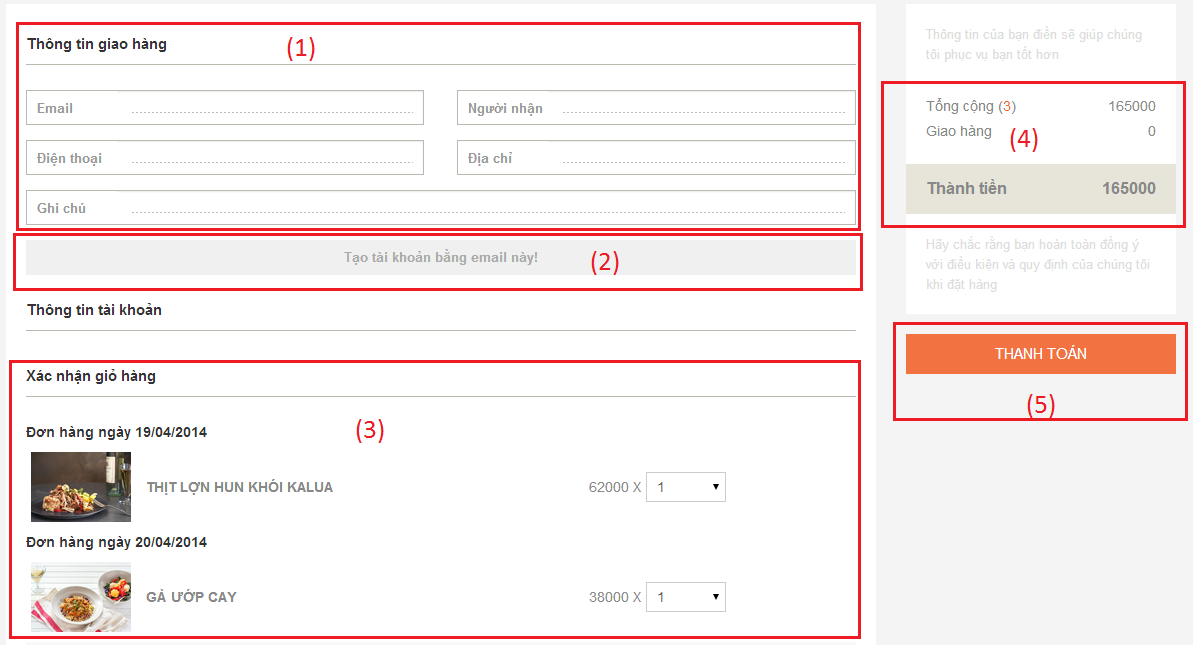 Thông tin giao hàng
(1)
Email
Người nhận
Điện thoại
Địa chỉ
Ghi chú
Tạo tài khoản bằng email này!
(2)
Thông tin tài khoản
Xác nhận giỏ hàng
(3)
Đơn hàng ngày 19/04/2014
THỊT LỢN HUN KHÓI KALUA
62000 X 1
Đơn hàng ngày 20/04/2014
GÀ ƯỚP CAY
38000 X 1
Thông tin của bạn điền sẽ giúp chúng
tôi phục vụ bạn tốt hơn
Tổng cộng (3) 165000
Giao hàng 0
(4)
Thành tiền 165000
Hãy chắc rằng bạn hoàn toàn đồng ý
với điều kiện và quy định của chúng tôi
khi đặt hàng
THANH TOÁN
(5)